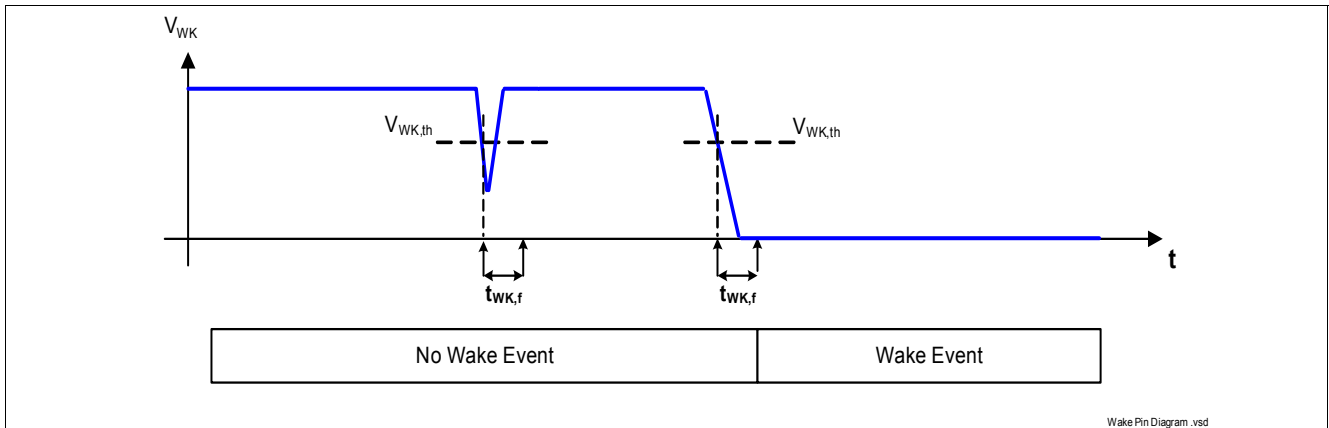 VWK
VWK,th
VWK,th
t
tWK,f
tWK,f
No Wake Event
Wake Event
Wake Pin Diagram .vsd